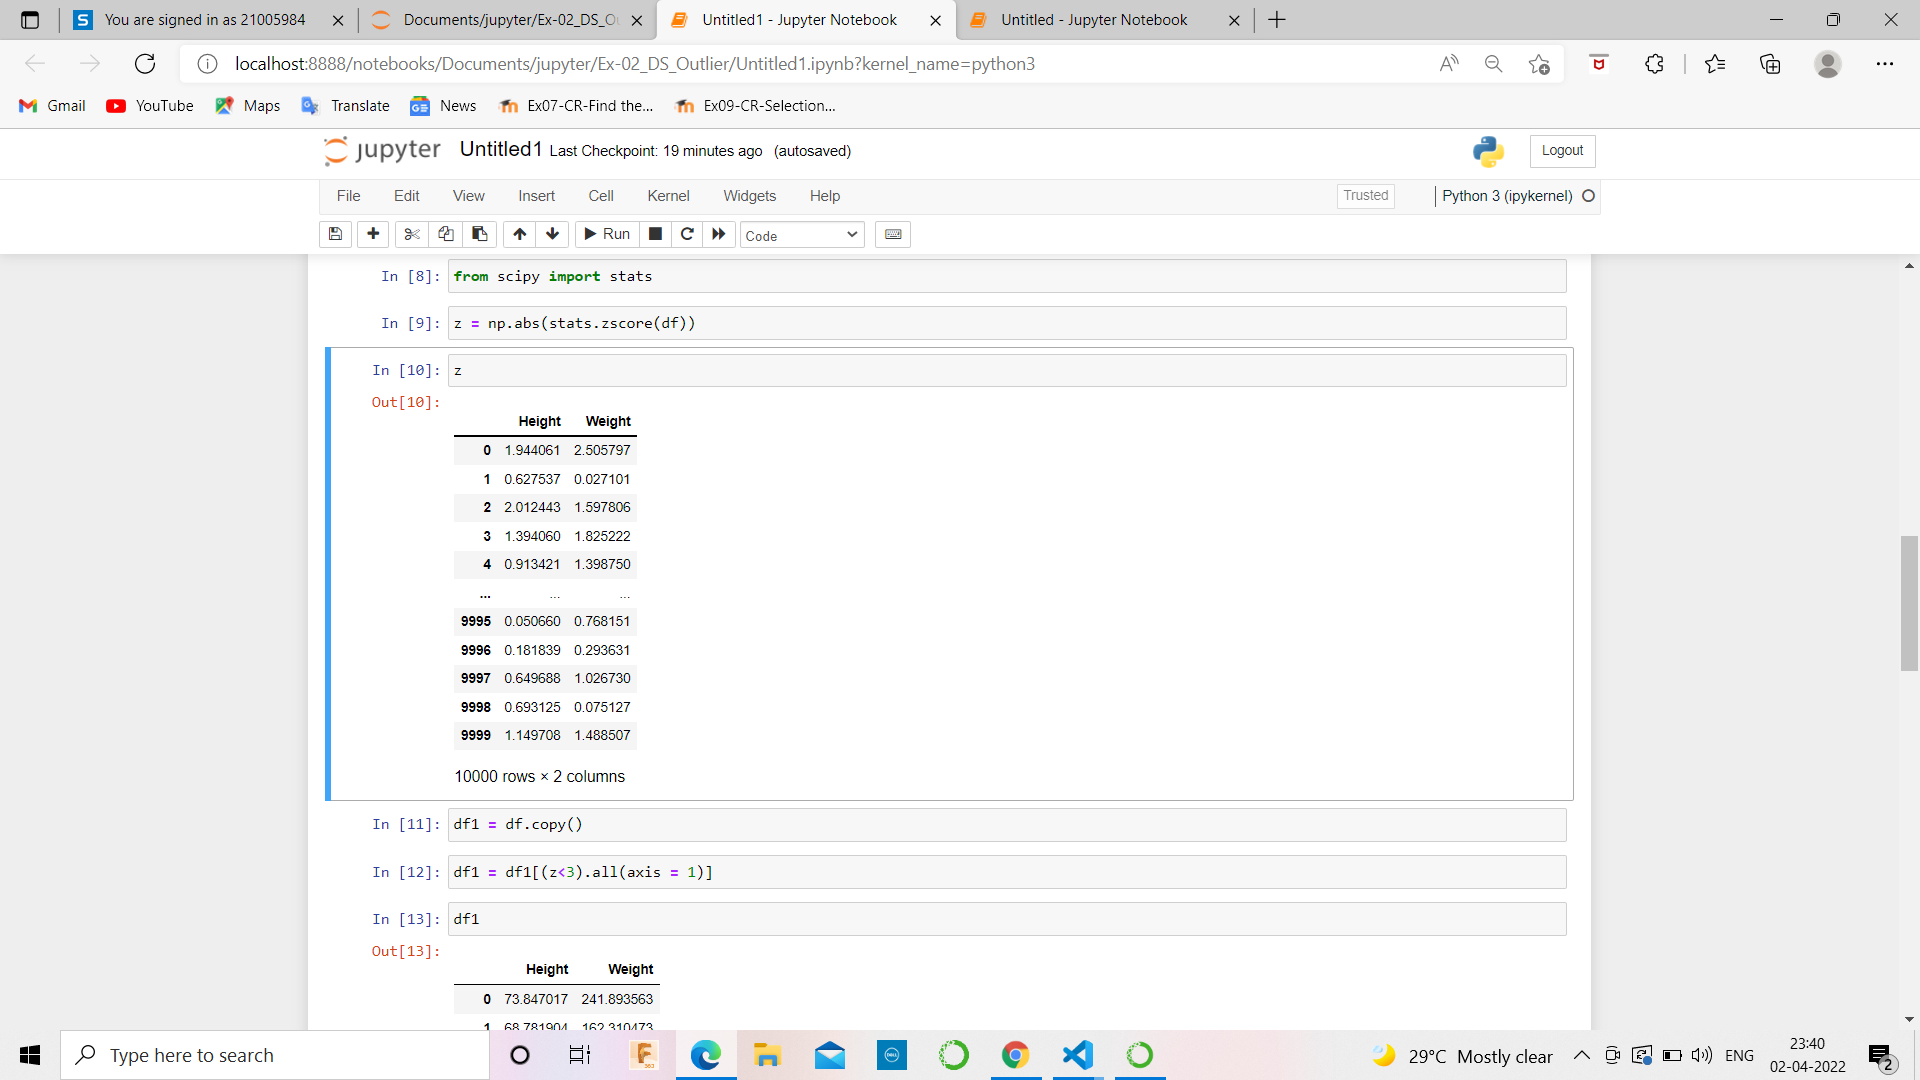 You are signed in as 21005984
Documents/jupyter/Ex-02_DS_Ou
Untitled1 - Jupyter Notebook
Untitled - Jupyter Notebook
localhost:8888/notebooks/Documents/jupyter/Ex-02_DS_Outlier/Untitled1.ipynb?kernel_name=python3
Gmail YouTube Maps Translate News Ex07-CR-Find the... Ex09-CR-Selection...
jupyter Untitled1 Last Checkpoint: 19 minutes ago (autosaved) Logout
File Edit View Insert Cell Kernel Widgets Help Trusted Python 3 (ipykernel)
Run Code
In [8]: from scipy import stats
In [9]: z = np.abs(stats.zscore(df))
In [10]: z
Out[10]:
Height Weight
0 1.944061 2.505797
1 0.627537 0.027101
2 2.012443 1.597806
3 1.394060 1.825222
4 0.913421 1.398750
... ... ...
9995 0.050660 0.768151
9996 0.181839 0.293631
9997 0.649688 1.026730
9998 0.693125 0.075127
9999 1.149708 1.488507
10000 rows × 2 columns
In [11]: df1 = df.copy()
In [12]: df1 = df1[(z<3).all(axis = 1)]
In [13]: df1
Out[13]:
Height Weight
0 73.847017 241.893563
1 68.781904 162.310473
Type here to search
29°C Mostly clear
ENG
23:40
02-04-2022
2